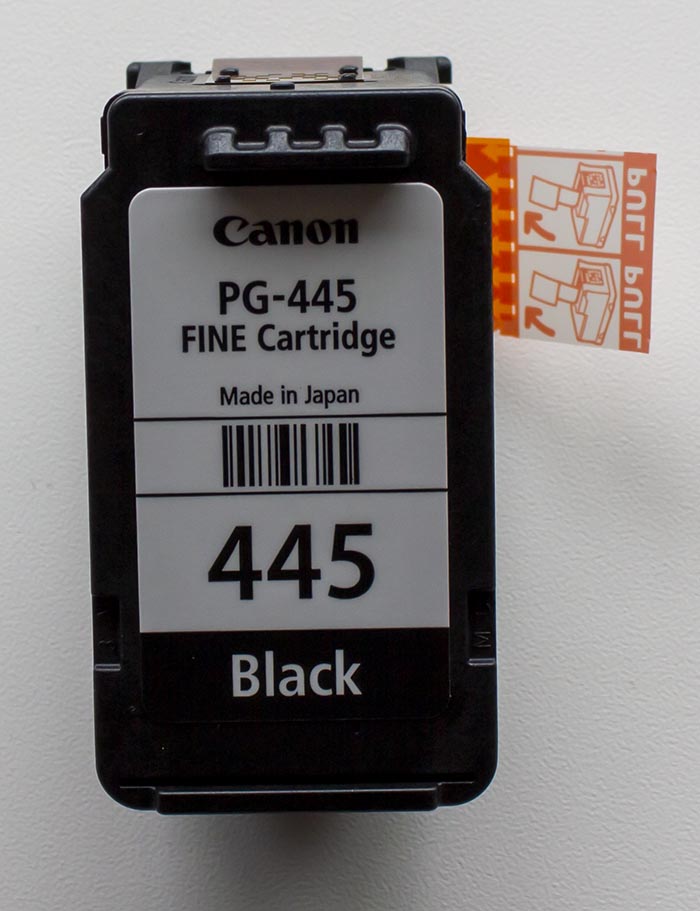 Canon
PG-445
FINE Cartridge
Made in Japan
445
Black
PULL PULL